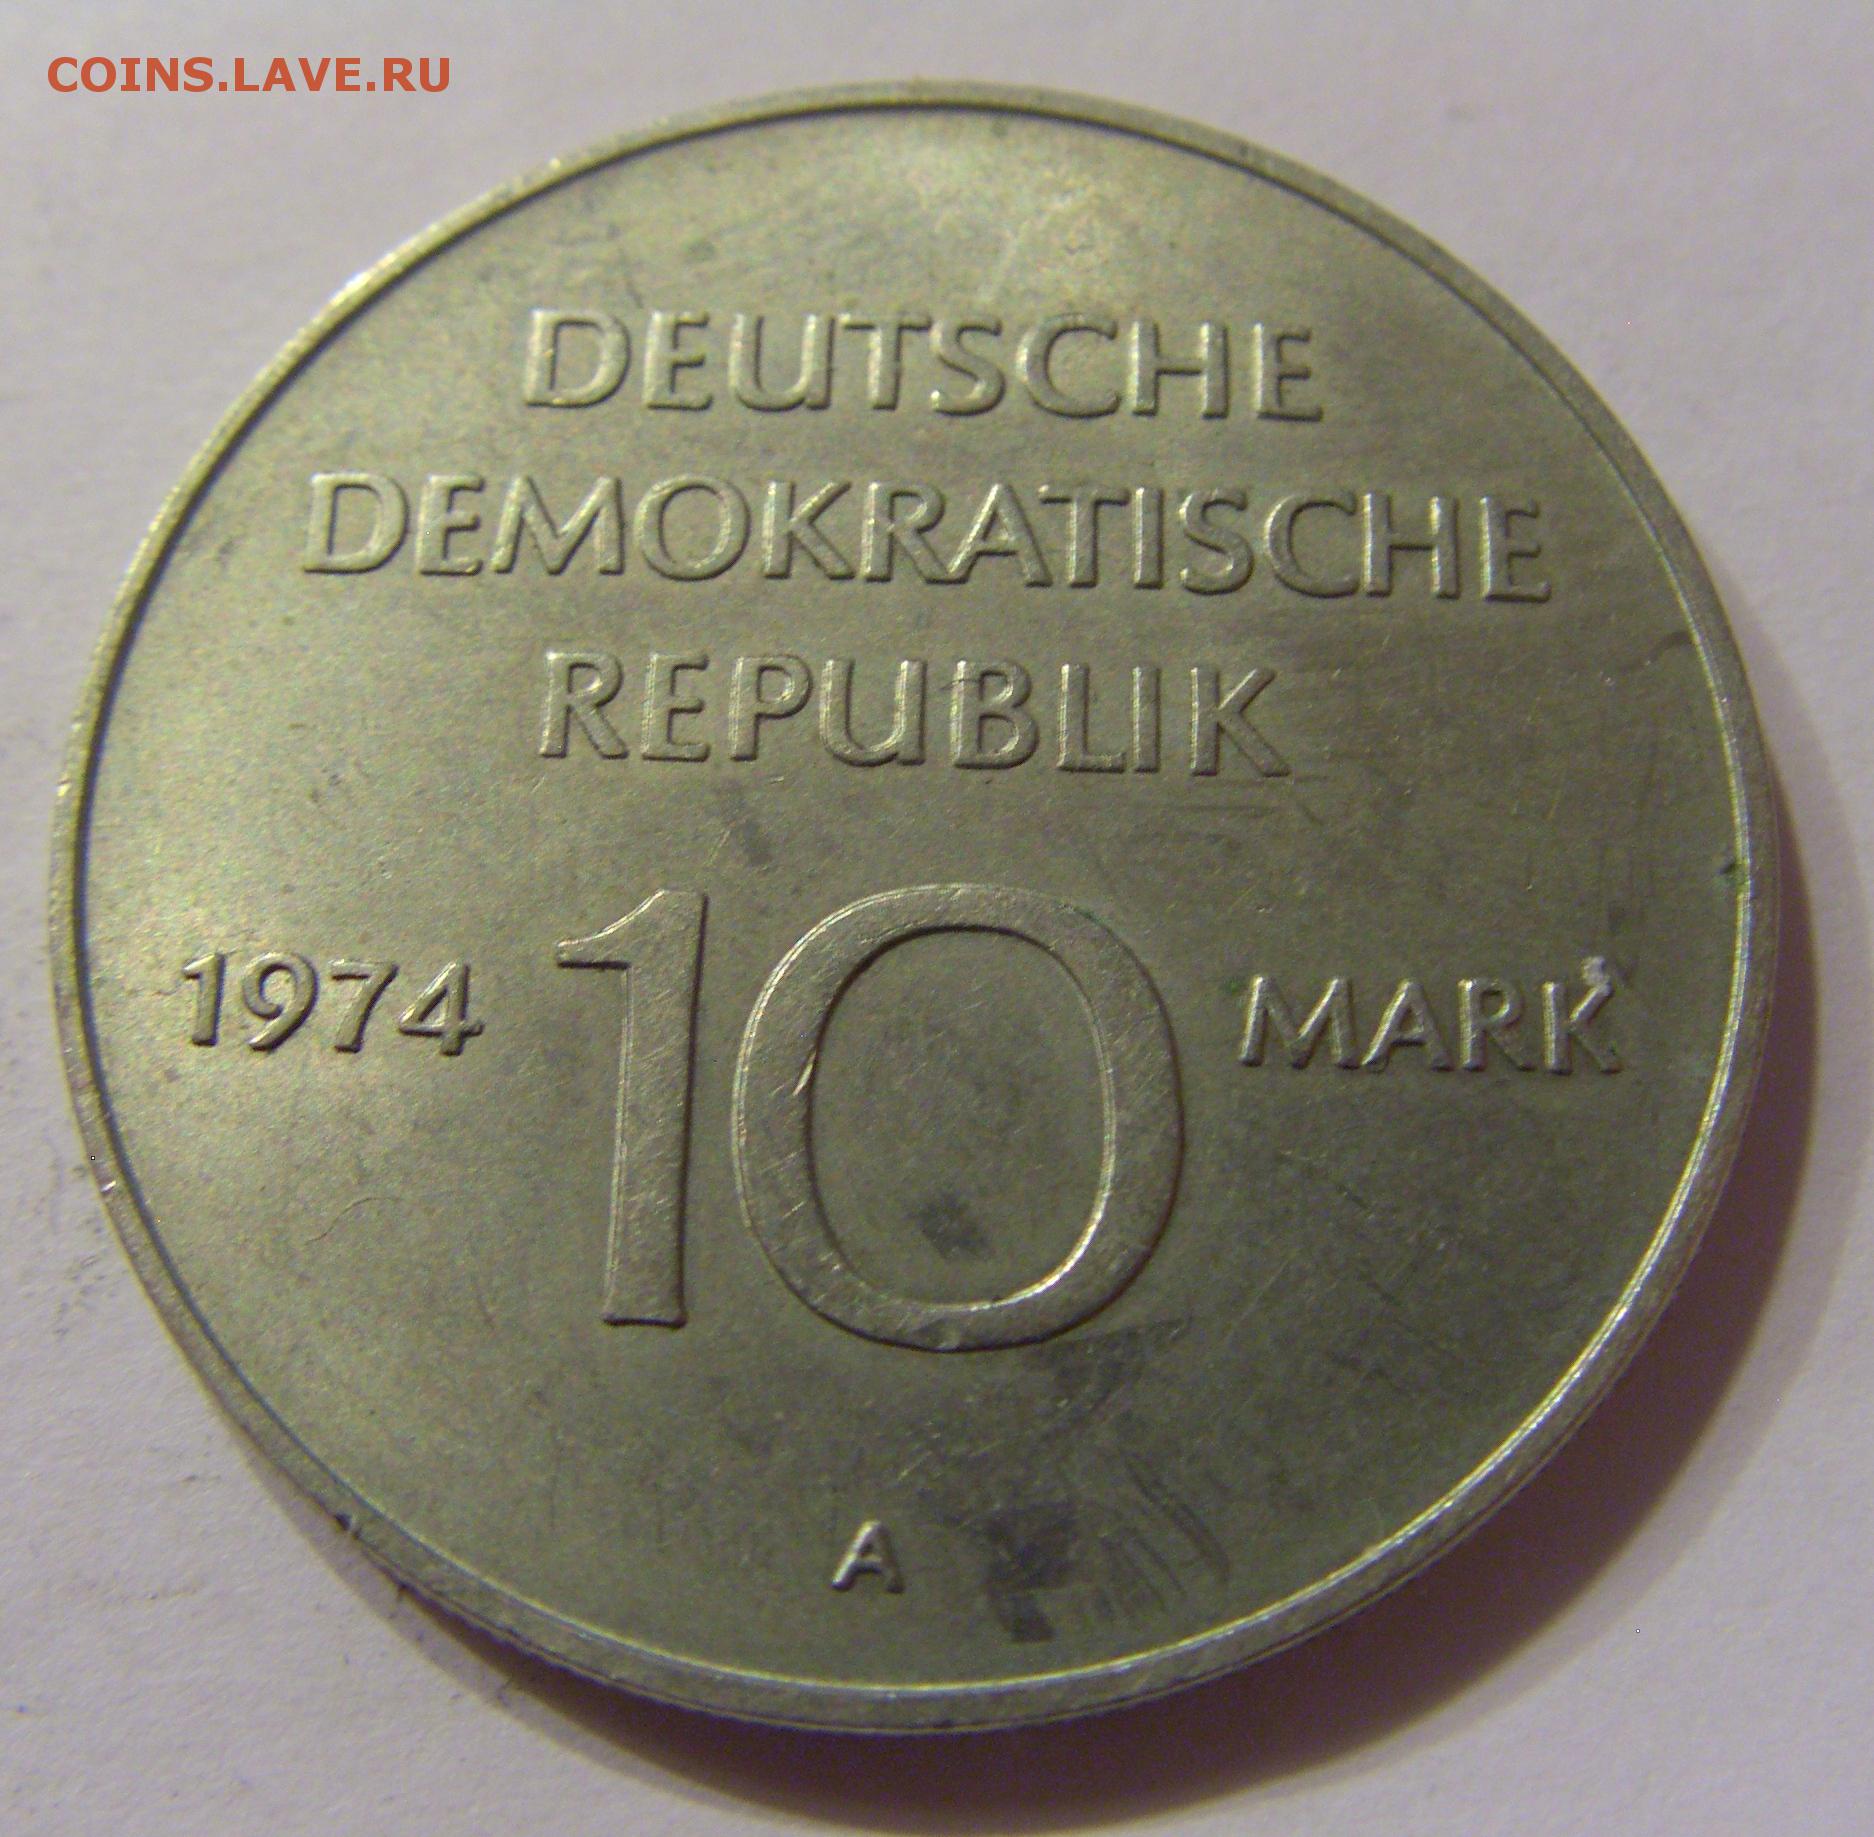 COINS.LAVE.RU
DEUTSCHE
DEMOKRATISCHE
REPUBLIK
1974 10 MARK
A